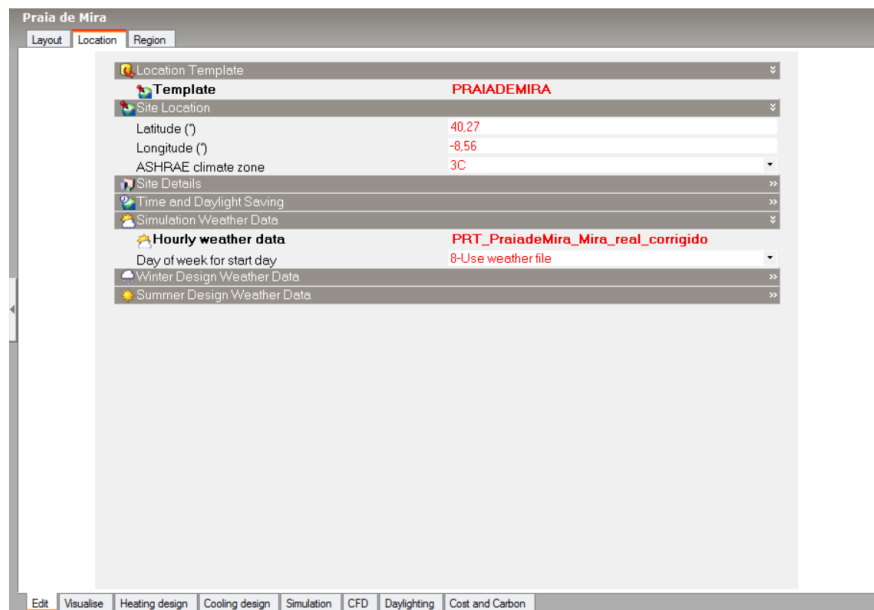 Praia de Mira
Layout Location Region
Location Template
Template PRAIADEMIRA
Site Location
Latitude (°) 40,27
Longitude (°) -8,56
ASHRAE climate zone 3C
Site Details
Time and Daylight Saving
Simulation Weather Data
Hourly weather data PRT_PraiadeMira_Mira_real_corrigido
Day of week for start day 8-Use weather file
Winter Design Weather Data
Summer Design Weather Data
Edit Visualise Heating design Cooling design Simulation CFD Daylighting Cost and Carbon